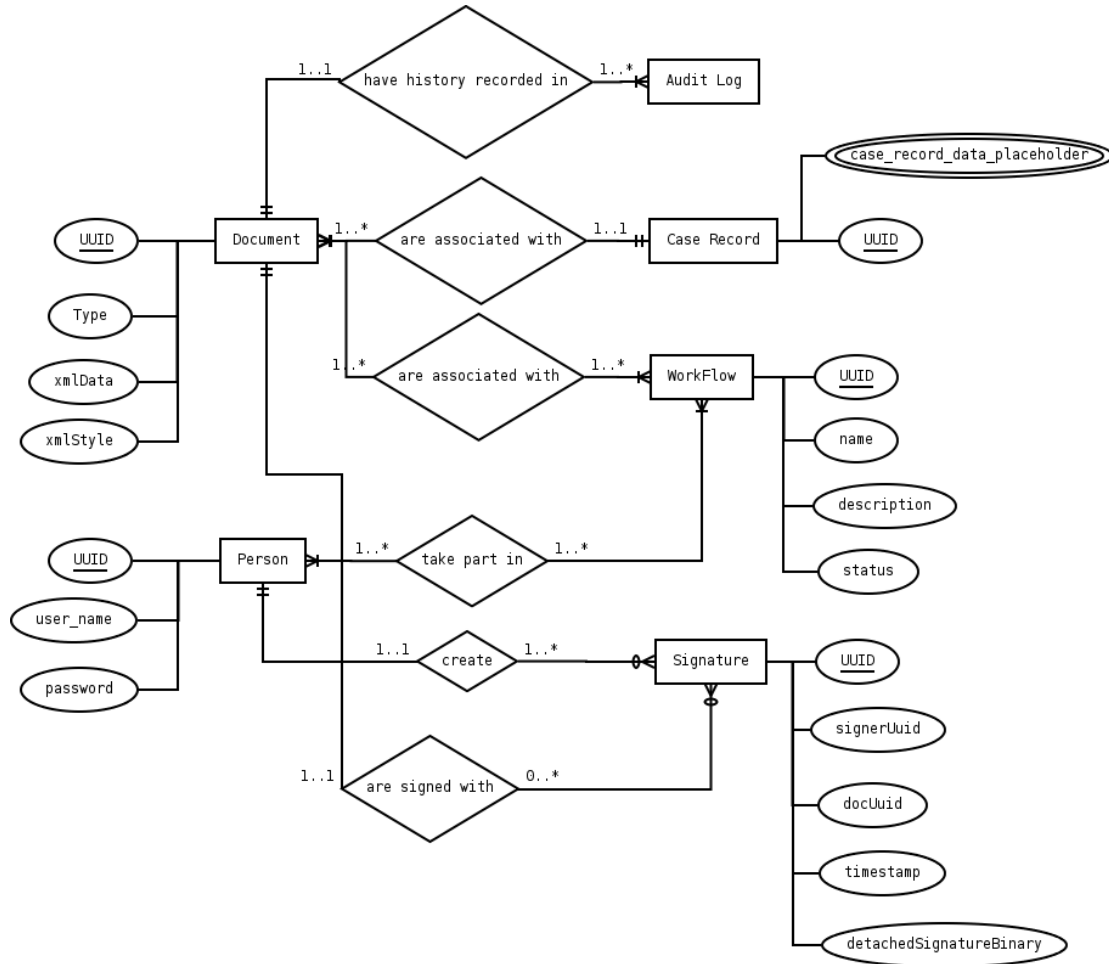 1..1
have history recorded in
1..*
Audit Log
case_record_data_placeholder
UUID
Document
1..*
are associated with
1..1
Case Record
UUID
Type
xmlData
xmlStyle
1..*
are associated with
1..*
WorkFlow
UUID
name
description
status
UUID
Person
1..*
take part in
1..*
user_name
password
1..1
create
1..*
Signature
UUID
signerUuid
1..1
are signed with
0..*
docUuid
timestamp
detachedSignatureBinary